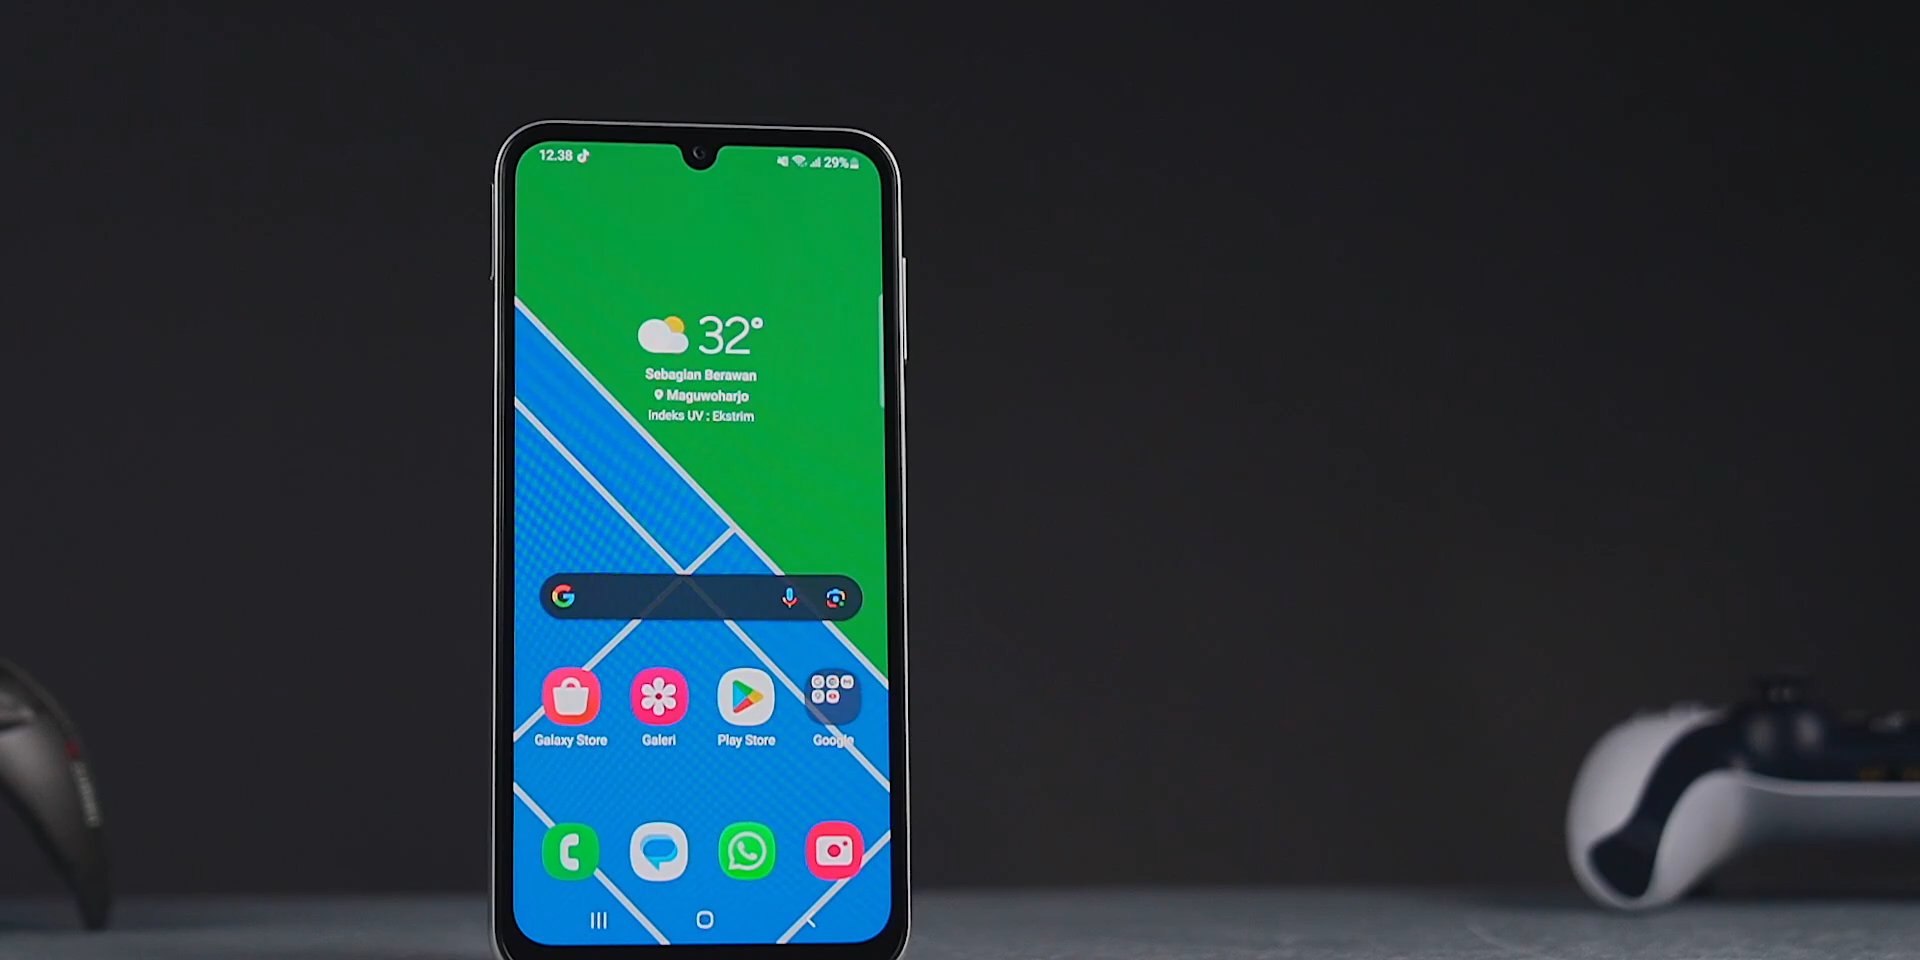 12.38
29%
32°
Sebagian Berawan
Maguwoharjo
Indeks UV : Ekstrim
Galaxy Store
Galeri
Play Store
Google